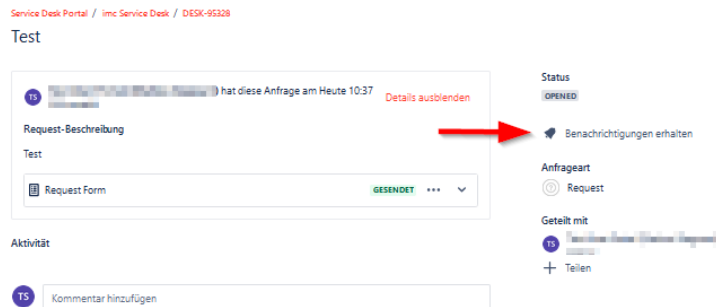 Service Desk Portal / imc Service Desk / DESK-95328
Test
TS
) hat diese Anfrage am Heute 10:37
Details ausblenden
Request-Beschreibung
Test
Request Form
GESENDET
Aktivität
TS
Kommentar hinzufügen
Status
OPENED
Benachrichtigungen erhalten
Anfrageart
Request
Geteilt mit
TS
Teilen